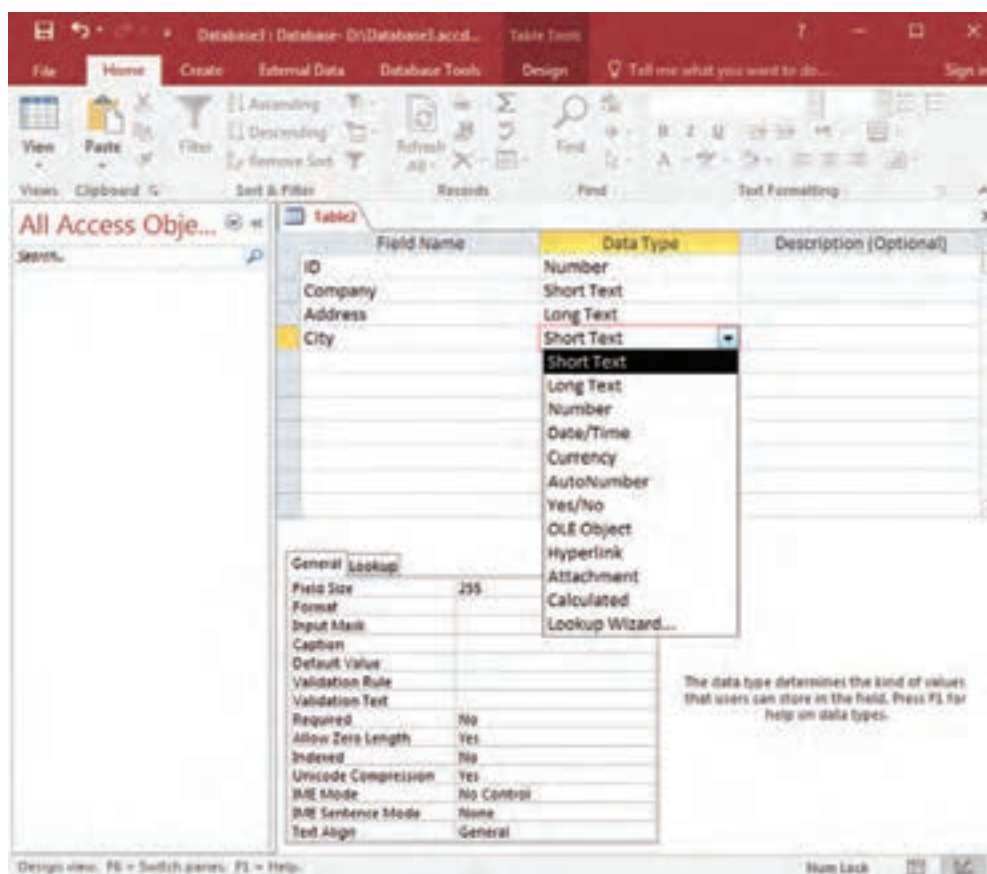 Database3 : Database- D:\Database3.accd... Table Tools ?
File Home Create External Data Database Tools Design Tell me what you want to do... Sign in
View Paste Filter Ascending Descending Remove Sort Refresh All Find B I U A
Views Clipboard Sort & Filter Records Find Text Formatting
All Access Obje... « Table2
Search..
Field Name Data Type Description (Optional)
ID Number
Company Short Text
Address Long Text
City Short Text
Short Text
Long Text
Number
Date/Time
Currency
AutoNumber
Yes/No
OLE Object
Hyperlink
Attachment
Calculated
Lookup Wizard...
General Lookup
Field Size 255
Format
Input Mask
Caption
Default Value
Validation Rule
Validation Text
Required No
Allow Zero Length Yes
Indexed No
Unicode Compression Yes
IME Mode No Control
IME Sentence Mode None
Text Align General
The data type determines the kind of values
that users can store in the field. Press F1 for
help on data types.
Design view. F6 = Switch panes. F1 = Help. Num Lock